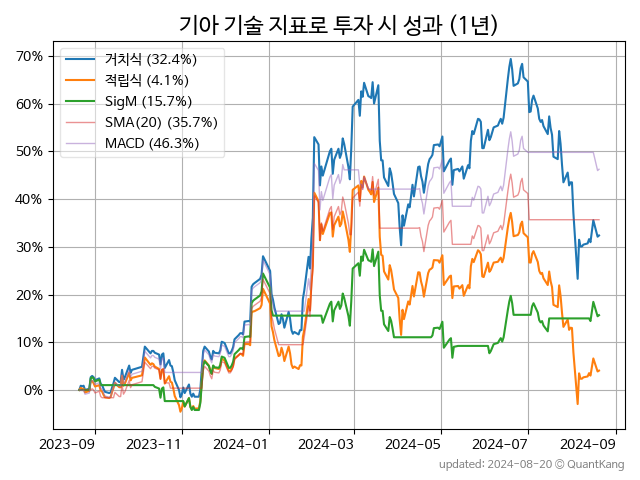 기아 기술 지표로 투자 시 성과 (1년)
거치식 (32.4%)
적립식 (4.1%)
SigM (15.7%)
SMA(20) (35.7%)
MACD (46.3%)
70%
60%
50%
40%
30%
20%
10%
0%
2023-09 2023-11 2024-01 2024-03 2024-05 2024-07 2024-09
updated: 2024-08-20 ⓒ QuantKang